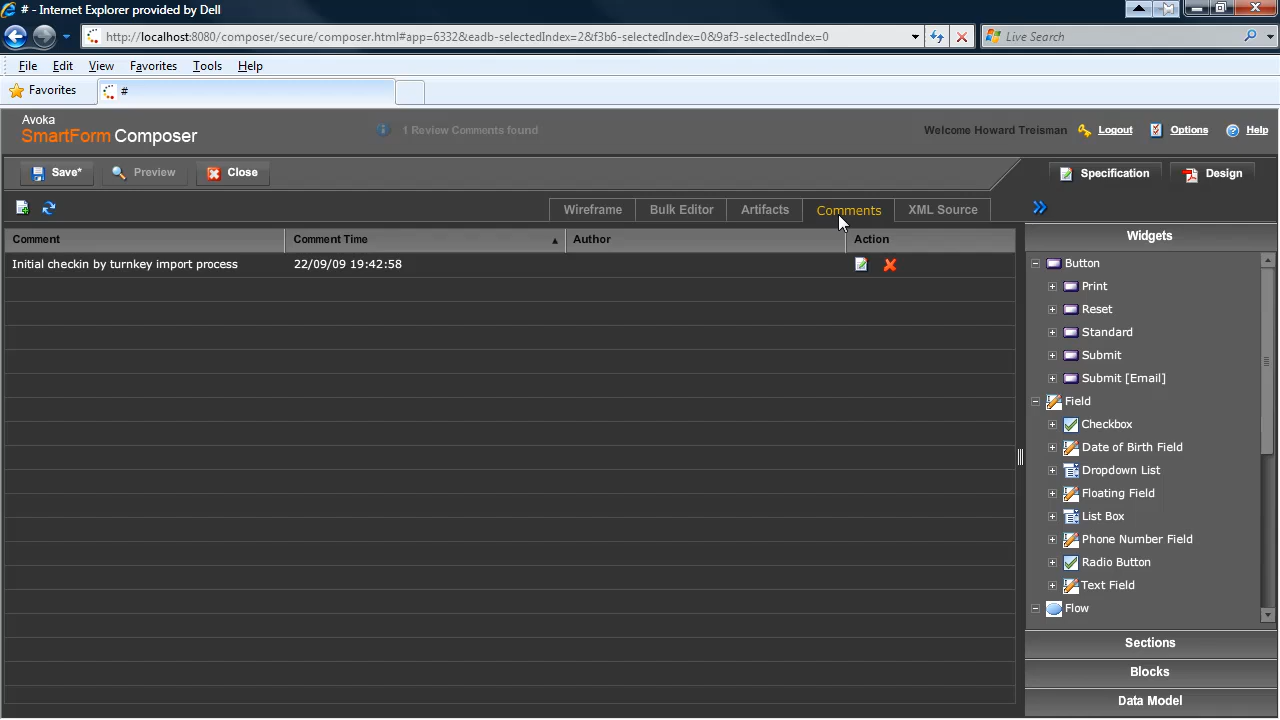 # - Internet Explorer provided by Dell
http://localhost:8080/composer/secure/composer.html#app=6332&eadb-selectedIndex=2&f3b6-selectedIndex=0&9af3-selectedIndex=0
Live Search
File Edit View Favorites Tools Help
Favorites #
Avoka
SmartForm Composer
1 Review Comments found
Welcome Howard Treisman Logout Options Help
Save* Preview Close
Specification Design
Wireframe Bulk Editor Artifacts Comments XML Source
Comment Comment Time Author Action
Initial checkin by turnkey import process 22/09/09 19:42:58
Widgets
Button
Print
Reset
Standard
Submit
Submit [Email]
Field
Checkbox
Date of Birth Field
Dropdown List
Floating Field
List Box
Phone Number Field
Radio Button
Text Field
Flow
Sections
Blocks
Data Model